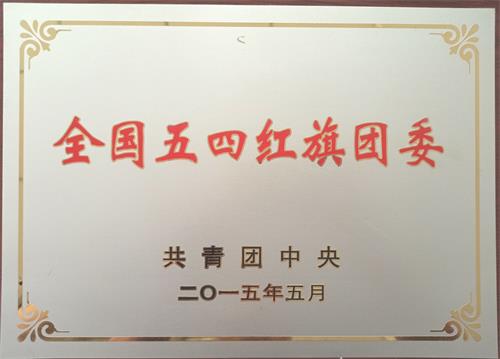 全国五四红旗团委
共青团中央
二〇一五年五月